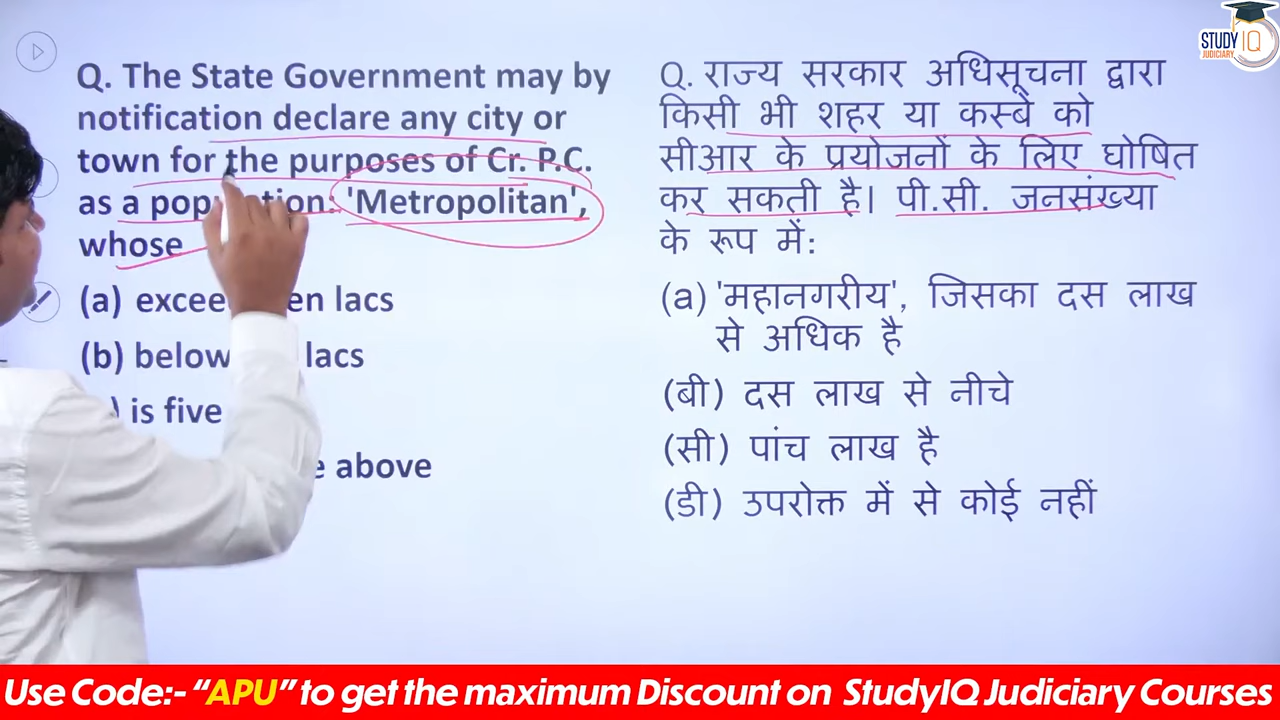 Q. The State Government may by
notification declare any city or
town for the purposes of Cr. P.C.
as a 'Metropolitan',
whose
(a) ten lacs
(b) below lacs
is five
above
Q. राज्य सरकार अधिसूचना द्वारा
किसी भी शहर या कस्बे को
सीआर के प्रयोजनों के लिए घोषित
कर सकती है। पी.सी. जनसंख्या
के रूप में:
(a) 'महानगरीय', जिसका दस लाख
से अधिक है
(बी) दस लाख से नीचे
(सी) पांच लाख है
(डी) उपरोक्त में से कोई नहीं
STUDY IQ
JUDICIARY
Use Code:- “APU” to get the maximum Discount on StudyIQ Judiciary Courses